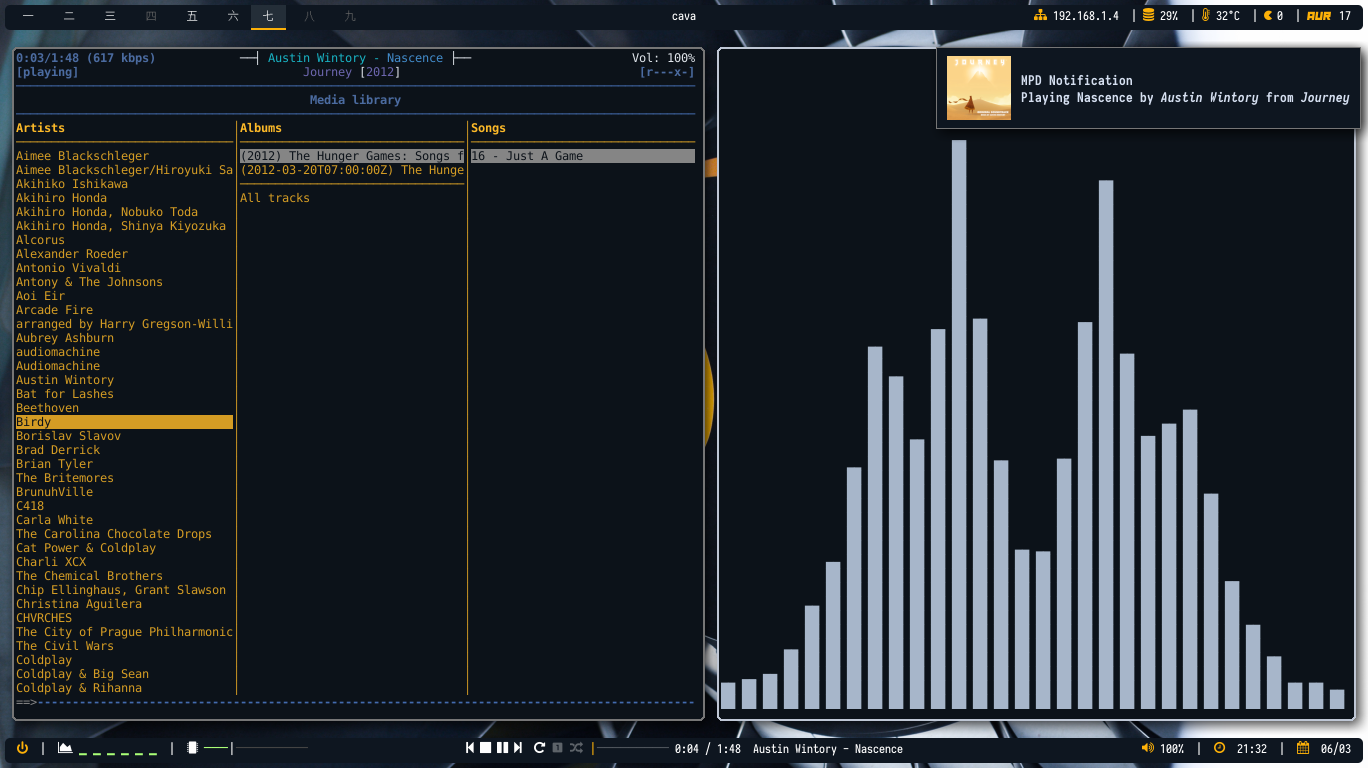 一 二 三 四 五 六 七 八 九
cava
192.168.1.4 | 29% | 32°C | 0 | AUR 17
0:03/1:48 (617 kbps)
Austin Wintory - Nascence
Vol: 100%
[playing]
Journey [2012]
[r---x-]
Media library
JOURNEY
MPD Notification
Playing Nascence by Austin Wintory from Journey
Artists
Aimee Blackschleger
Aimee Blackschleger/Hiroyuki Sa
Akihiko Ishikawa
Akihiro Honda
Akihiro Honda, Nobuko Toda
Akihiro Honda, Shinya Kiyozuka
Alcorus
Alexander Roeder
Antonio Vivaldi
Antony & The Johnsons
Aoi Eir
Arcade Fire
arranged by Harry Gregson-Willi
Aubrey Ashburn
audiomachine
Audiomachine
Austin Wintory
Bat for Lashes
Beethoven
Birdy
Borislav Slavov
Brad Derrick
Brian Tyler
The Britemores
BrunuhVille
C418
Carla White
The Carolina Chocolate Drops
Cat Power & Coldplay
Charli XCX
The Chemical Brothers
Chip Ellinghaus, Grant Slawson
Christina Aguilera
CHVRCHES
The City of Prague Philharmonic
The Civil Wars
Coldplay
Coldplay & Big Sean
Coldplay & Rihanna
Albums
(2012) The Hunger Games: Songs f
(2012-03-20T07:00:00Z) The Hunge
All tracks
Songs
16 - Just A Game
==>
1
0:04 / 1:48 Austin Wintory - Nascence
100% | 21:32 | 06/03